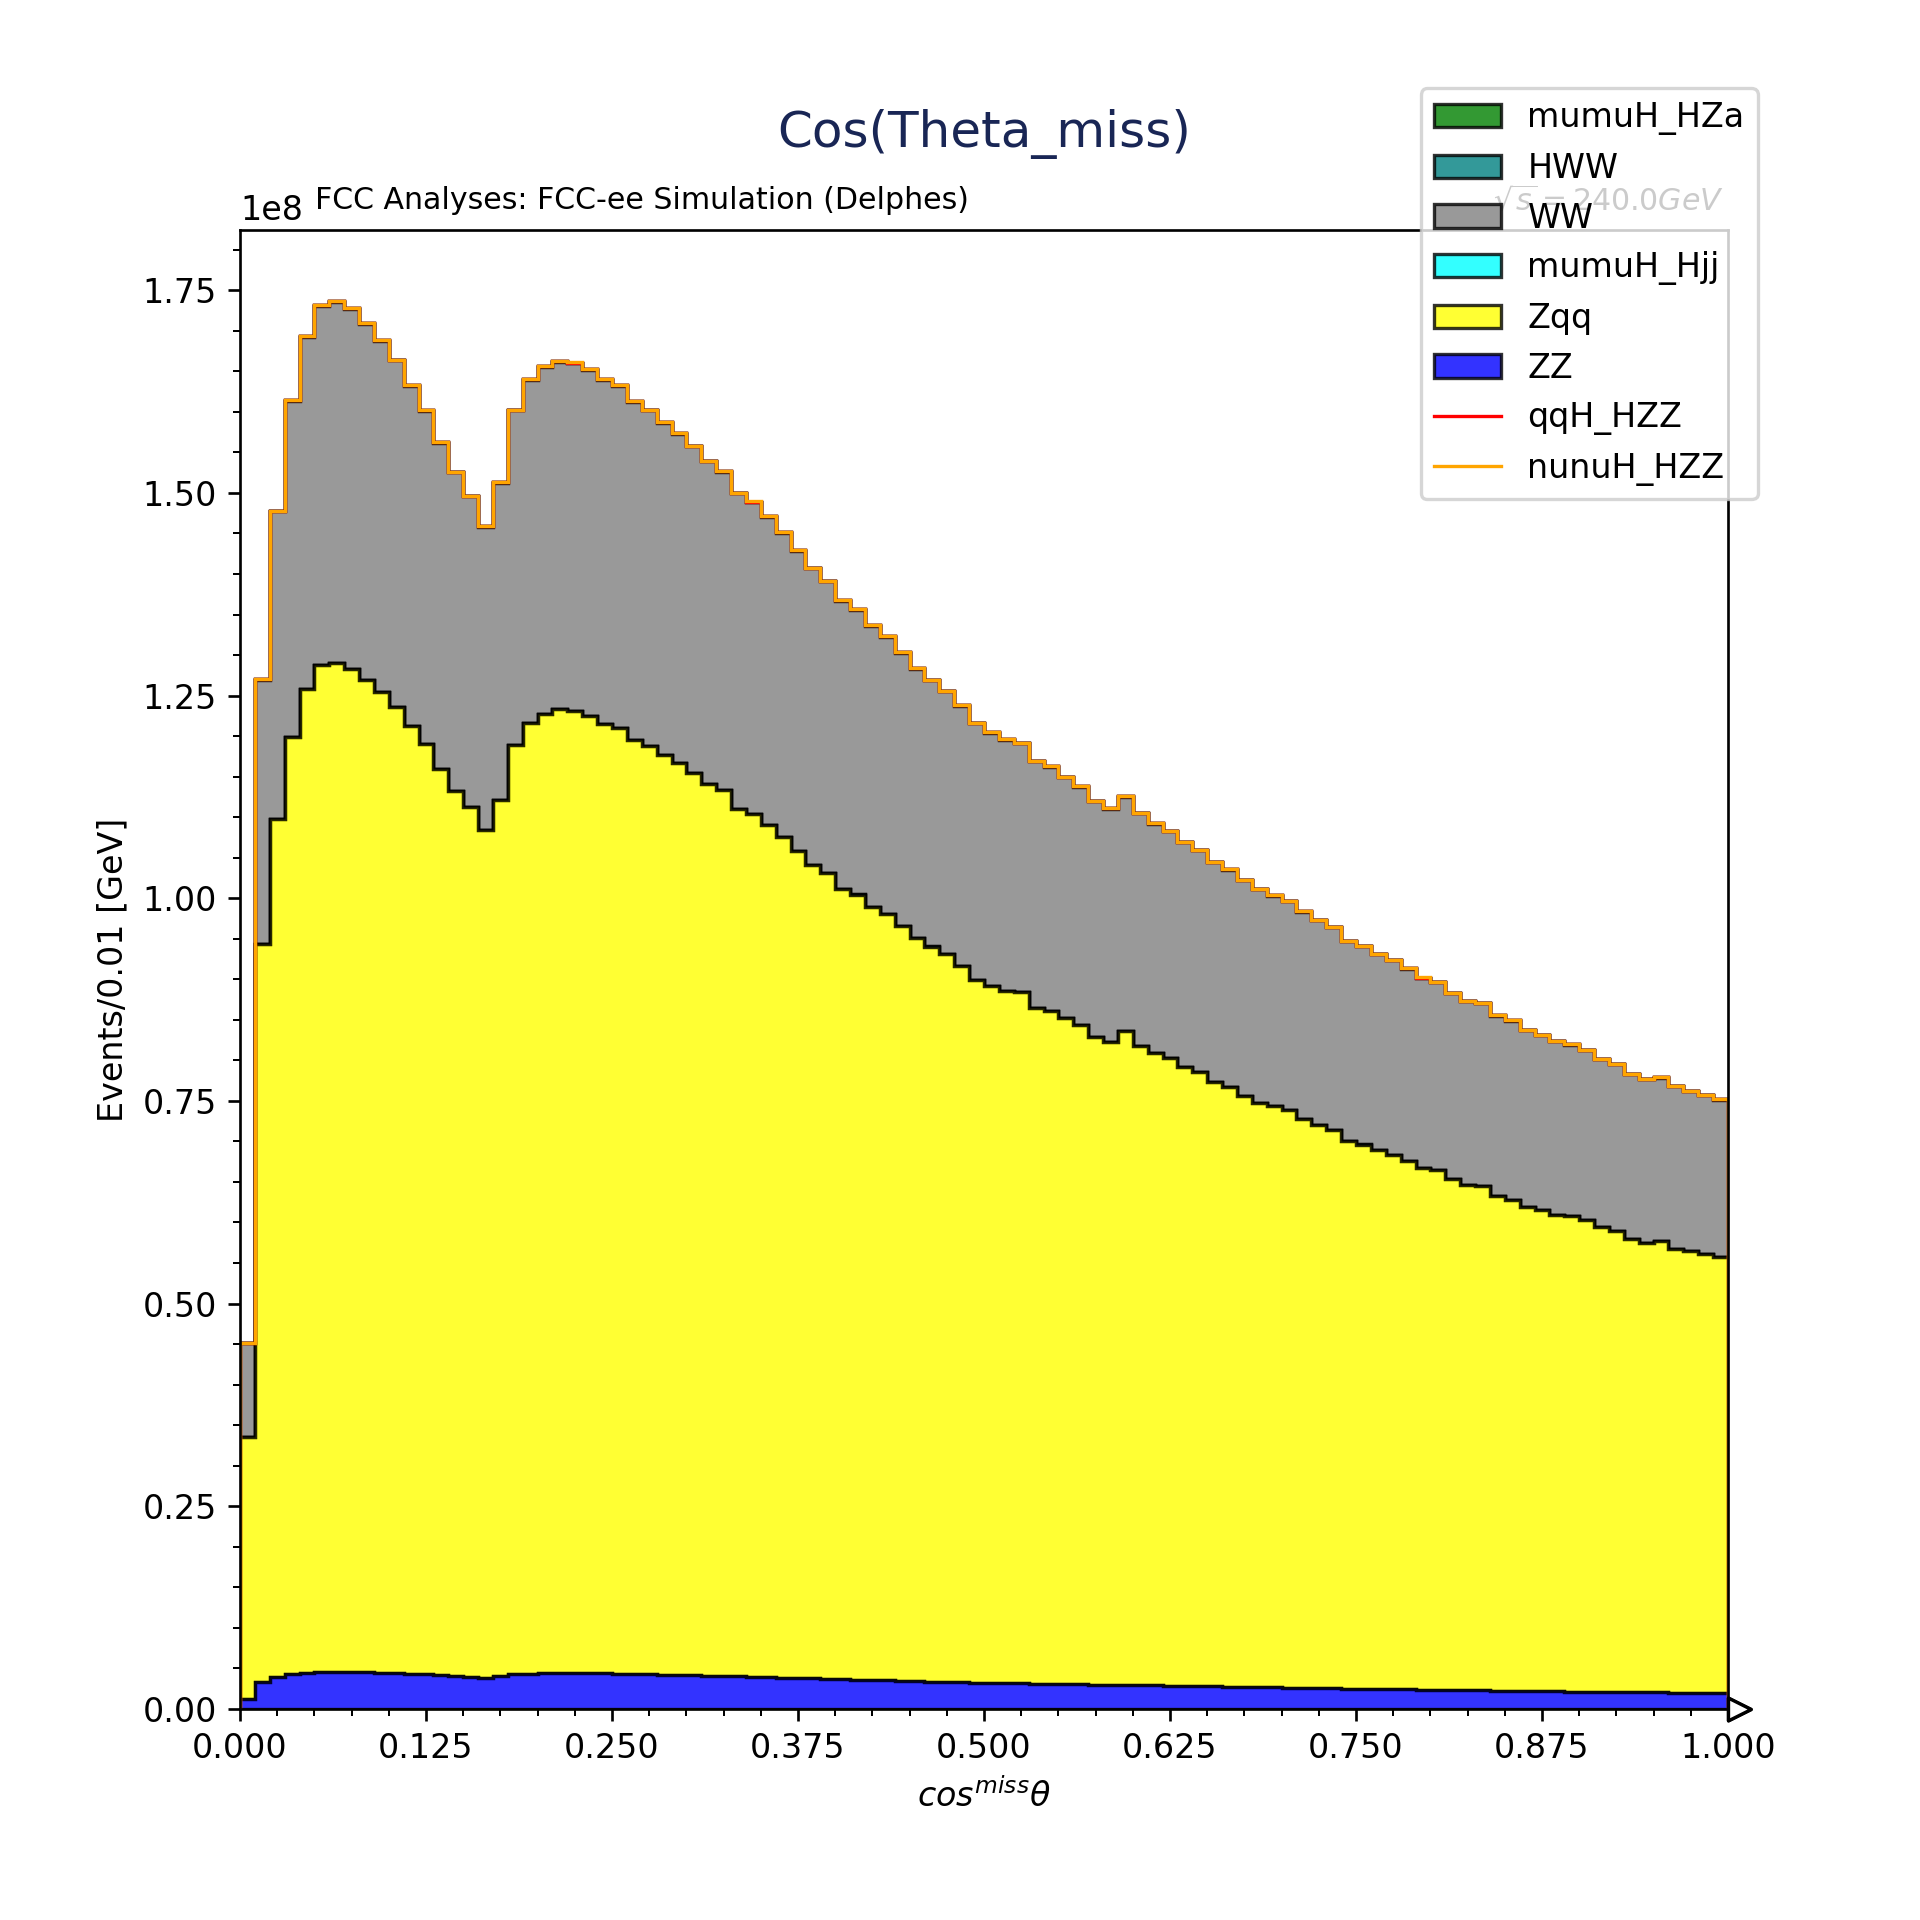 Cos(Theta_miss)
1e8 FCC Analyses: FCC-ee Simulation (Delphes)
√s = 240.0GeV
mumuH_HZa
HWW
WW
mumuH_Hjj
Zqq
ZZ
qqH_HZZ
nunuH_HZZ
1.75
1.50
1.25
1.00
0.75
0.50
0.25
0.00
Events/0.01 [GeV]
0.000 0.125 0.250 0.375 0.500 0.625 0.750 0.875 1.000
cos^{miss}θ